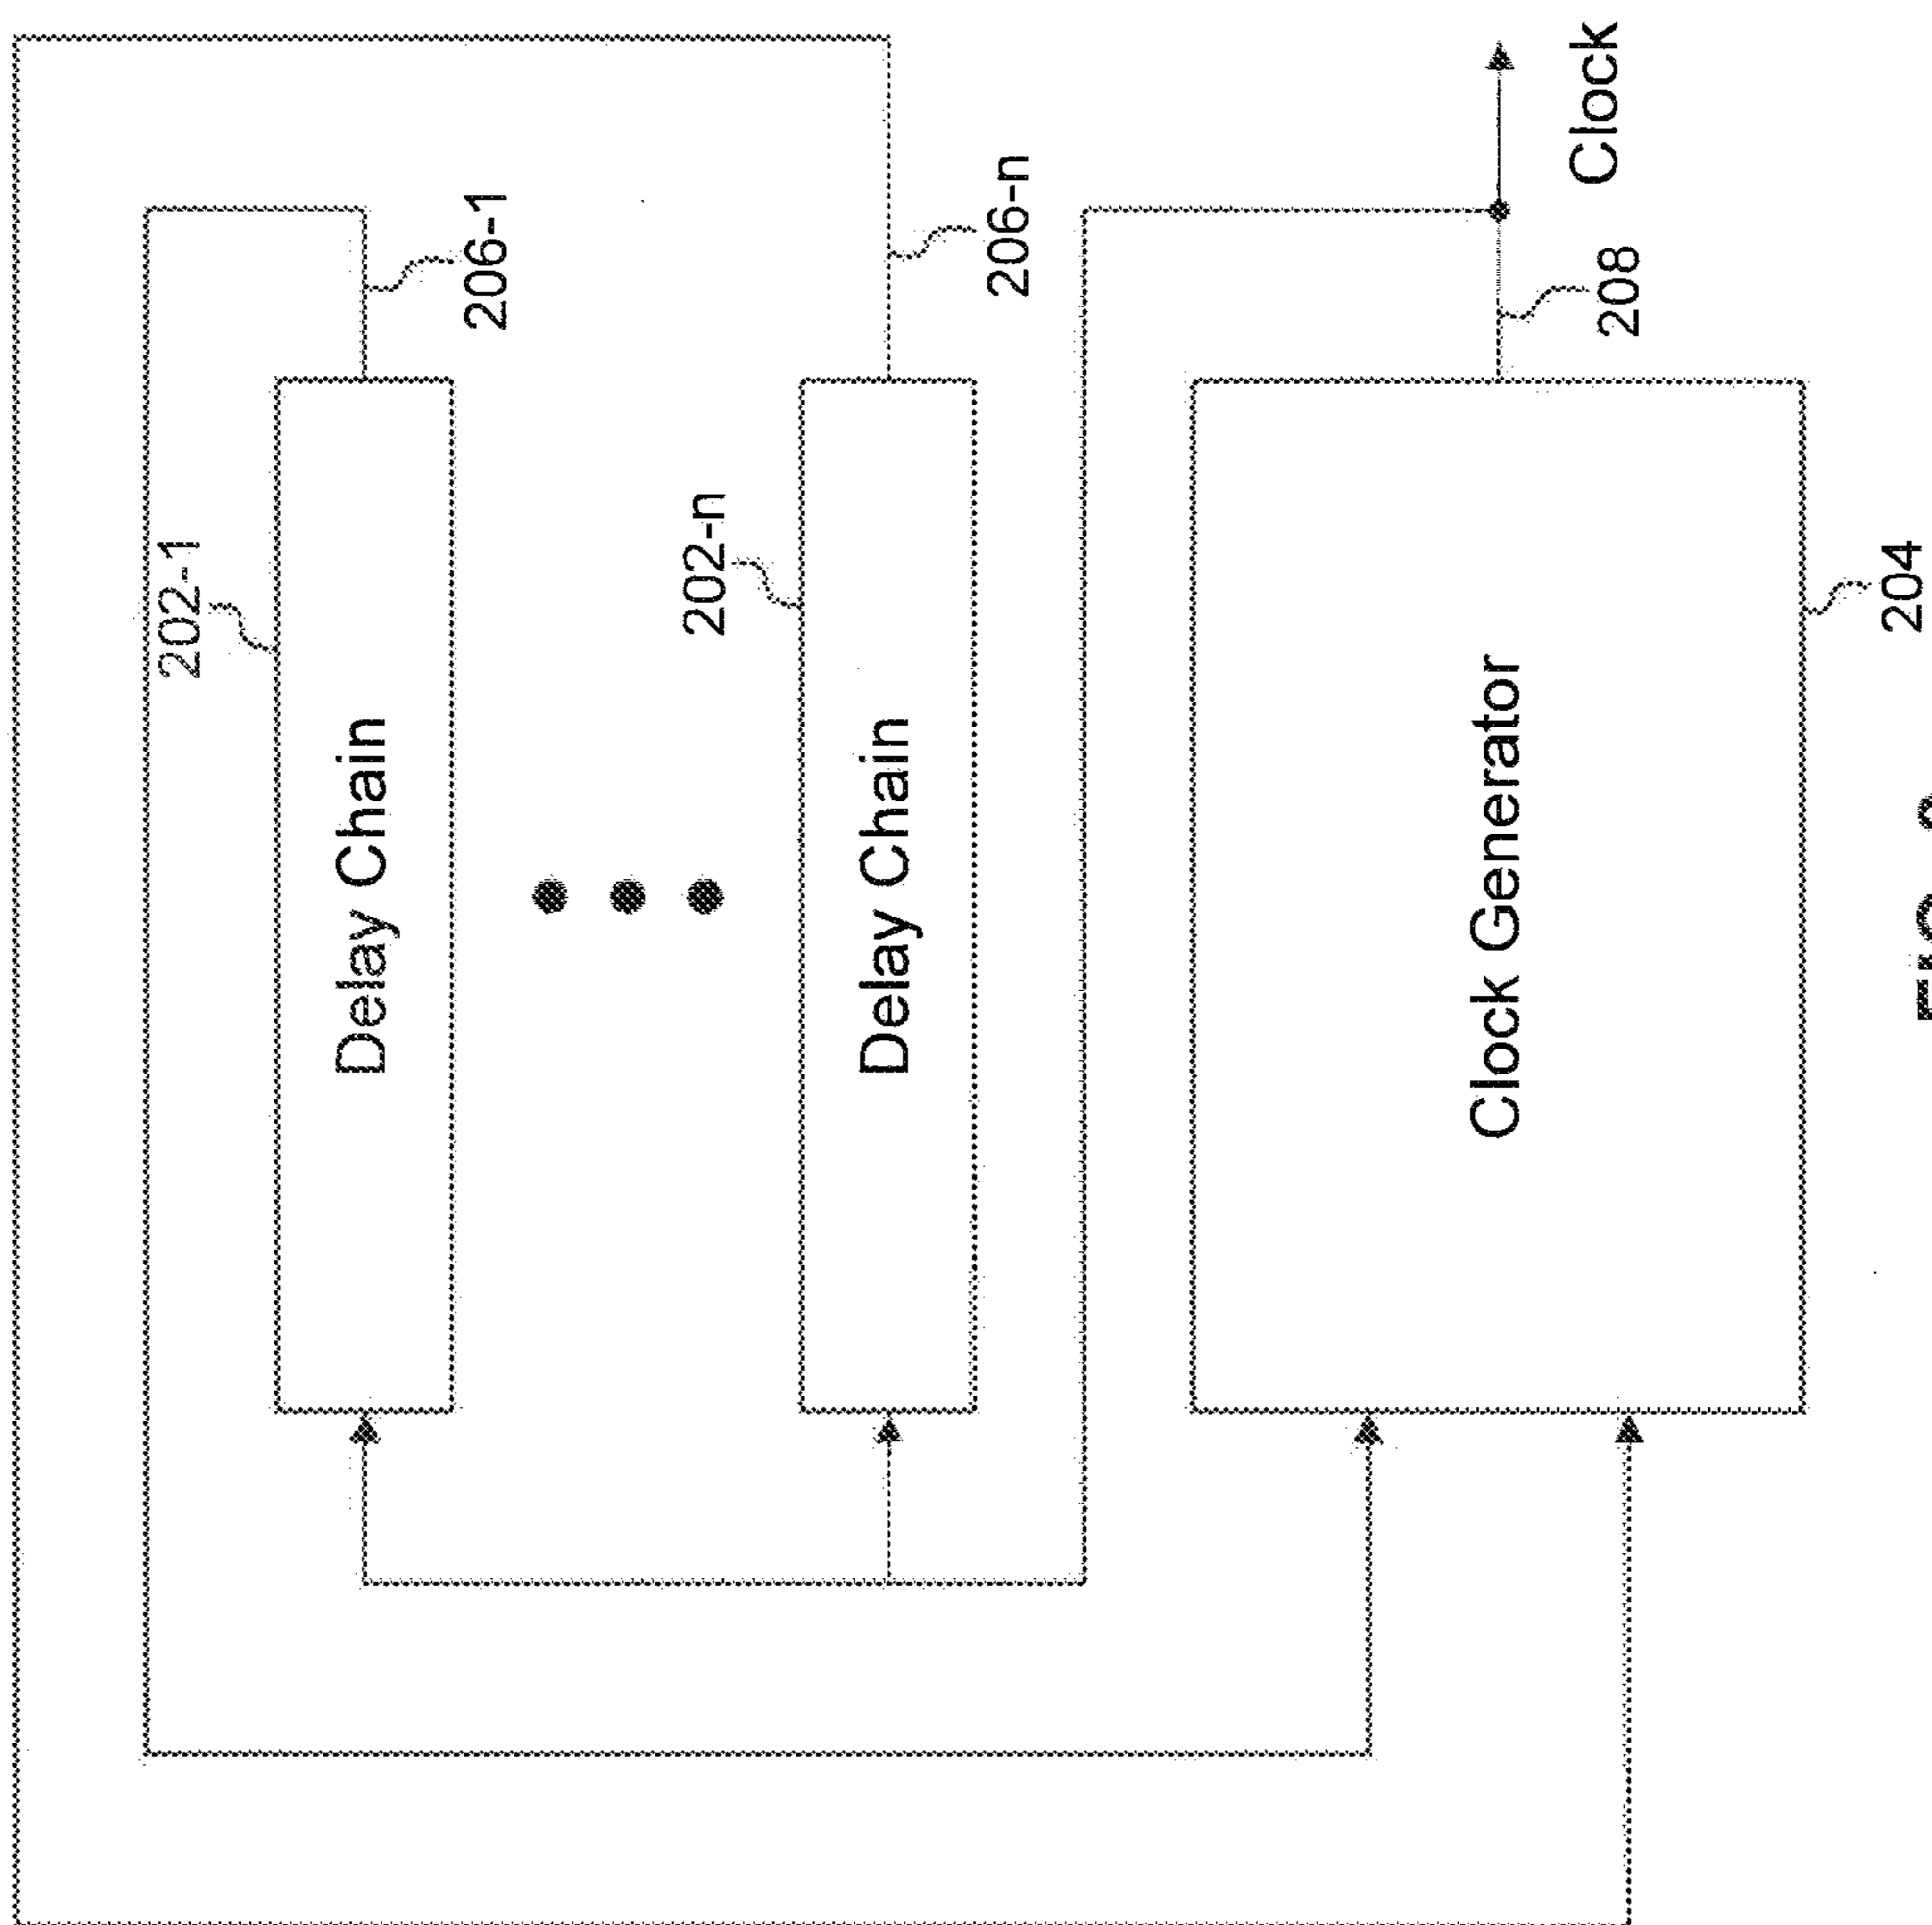 202-1
Delay Chain
206-1
202-n
Delay Chain
206-n
Clock Generator
208
Clock
204